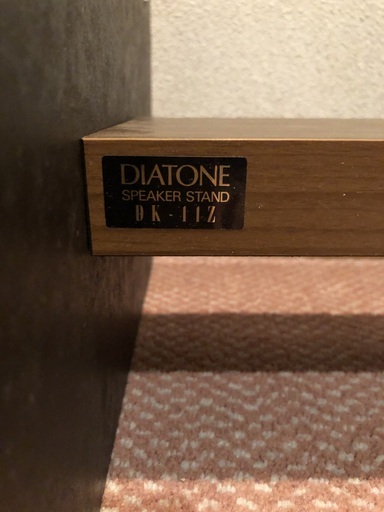 DIATONE
SPEAKER STAND
DK-11Z